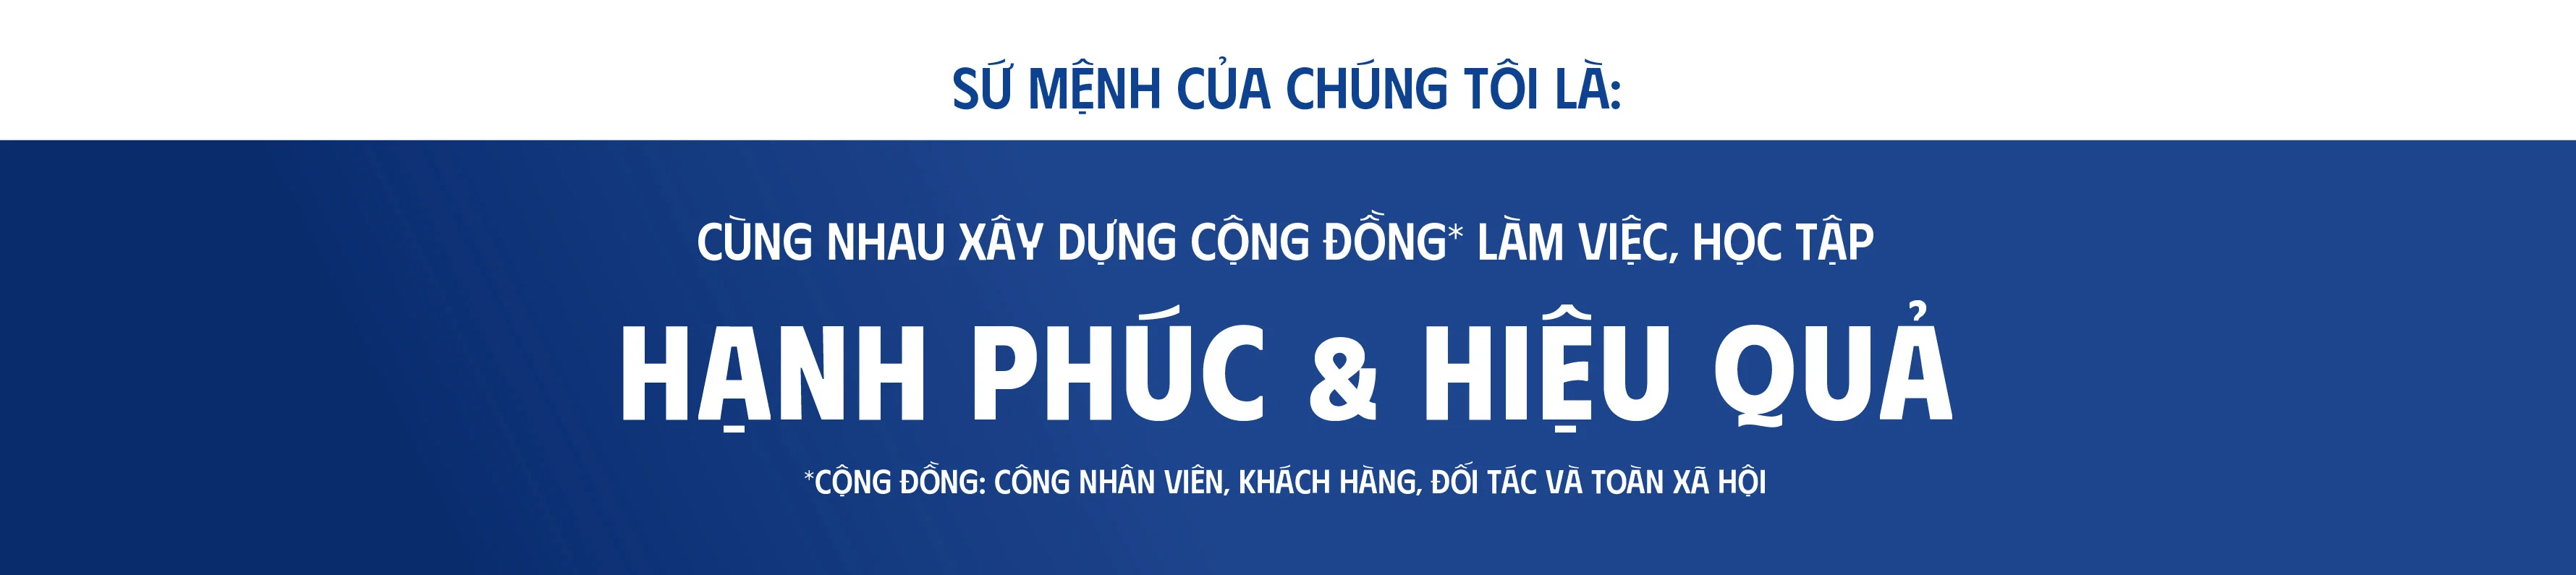 SỨ MỆNH CỦA CHÚNG TÔI LÀ:
CÙNG NHAU XÂY DỰNG CỘNG ĐỒNG* LÀM VIỆC, HỌC TẬP
HẠNH PHÚC & HIỆU QUẢ
*CỘNG ĐỒNG: CÔNG NHÂN VIÊN, KHÁCH HÀNG, ĐỐI TÁC VÀ TOÀN XÃ HỘI